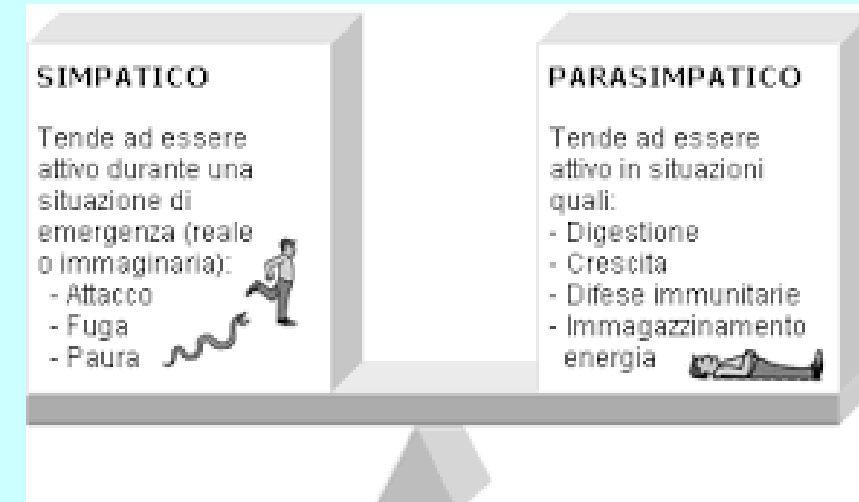 SIMPATICO
Tende ad essere
attivo durante una
situazione di
emergenza (reale
o immaginaria):
- Attacco
- Fuga
- Paura
PARASIMPATICO
Tende ad essere
attivo in situazioni
quali:
- Digestione
- Crescita
- Difese immunitarie
- Immagazzinamento
energia